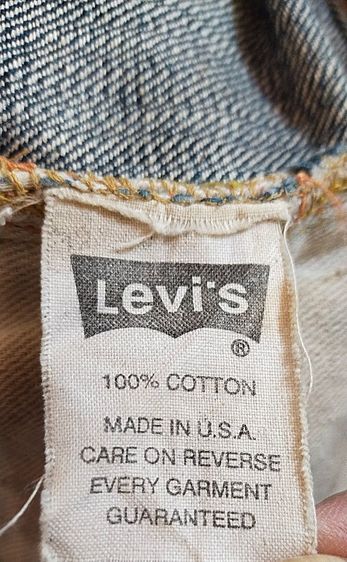 Levi's
®
100% COTTON
MADE IN U.S.A.
CARE ON REVERSE
EVERY GARMENT
GUARANTEED